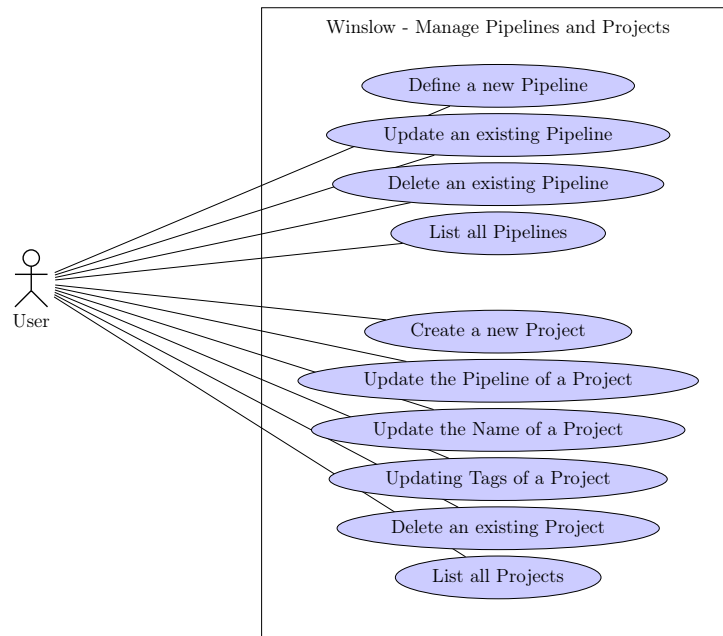 Winslow - Manage Pipelines and Projects
Define a new Pipeline
Update an existing Pipeline
Delete an existing Pipeline
List all Pipelines
User
Create a new Project
Update the Pipeline of a Project
Update the Name of a Project
Updating Tags of a Project
Delete an existing Project
List all Projects